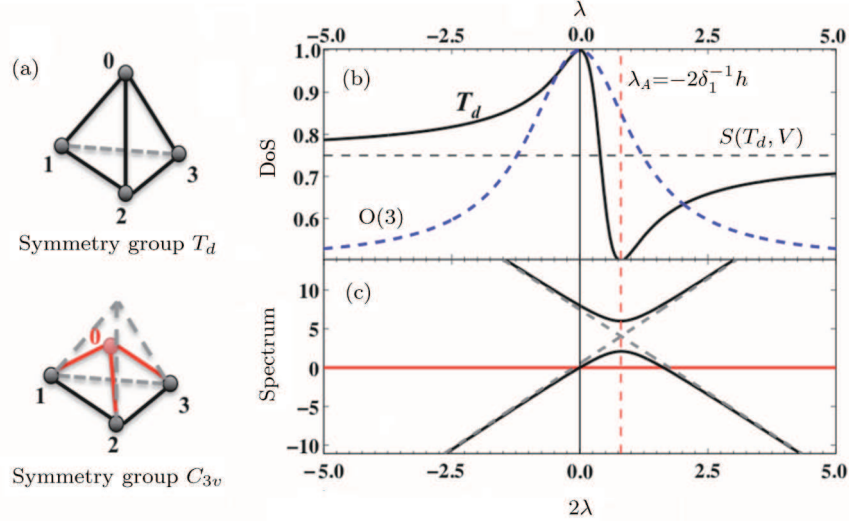 λ
−5.0 −2.5 0.0 2.5 5.0
(a)
0
1
2
3
Symmetry group T_d
0
1
2
3
Symmetry group C_{3v}
(b)
1.0
0.9
0.8
0.7
0.6
DoS
T_d
λ_A=−2δ_1^{−1}h
S(T_d, V)
O(3)
(c)
10
5
0
−5
−10
Spectrum
−5.0 −2.5 0.0 2.5 5.0
2λ